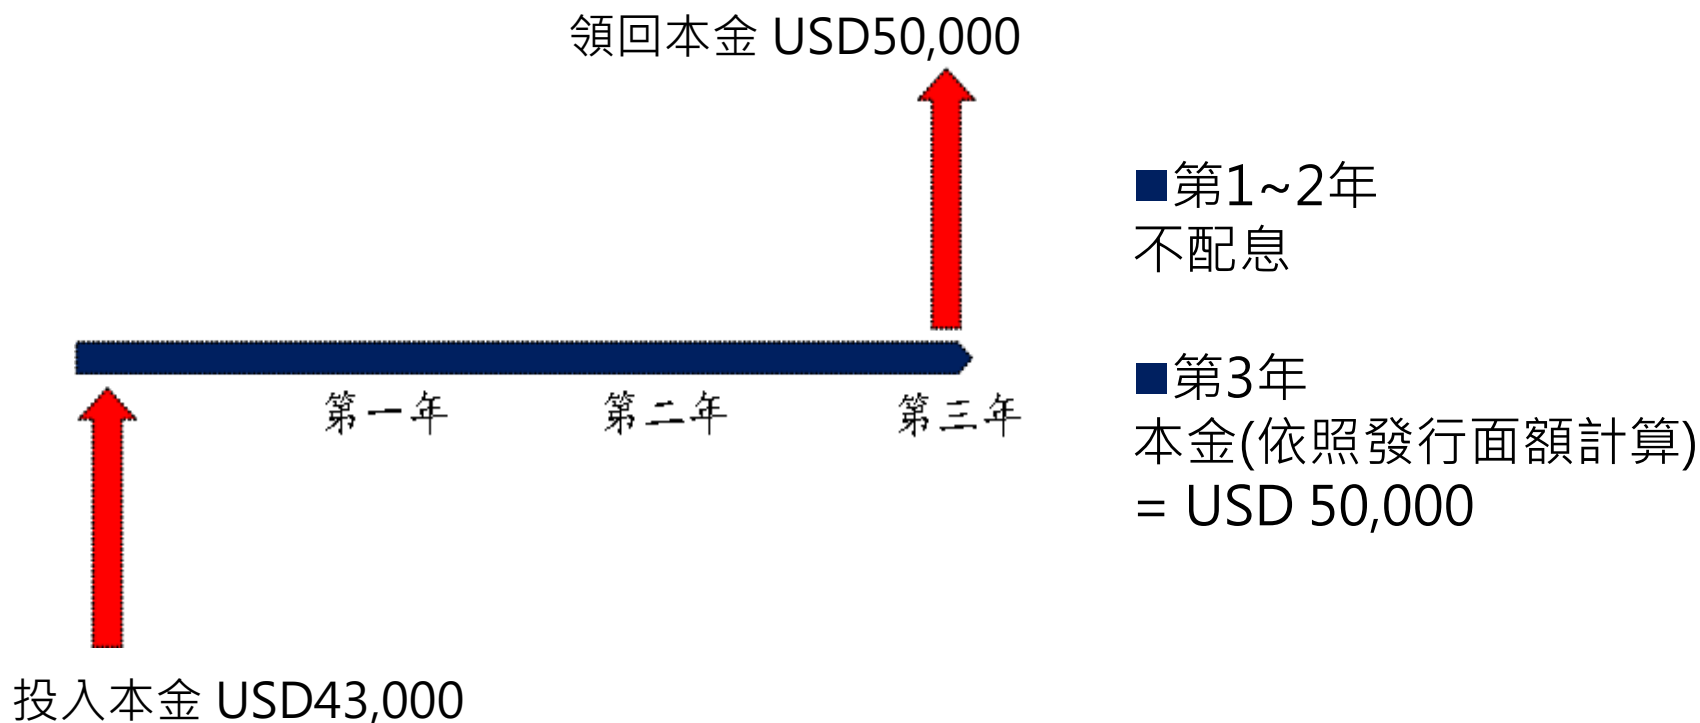 領回本金 USD50,000
■第1~2年
不配息
■第3年
本金(依照發行面額計算)
= USD 50,000
第一年
第二年
第三年
投入本金 USD43,000